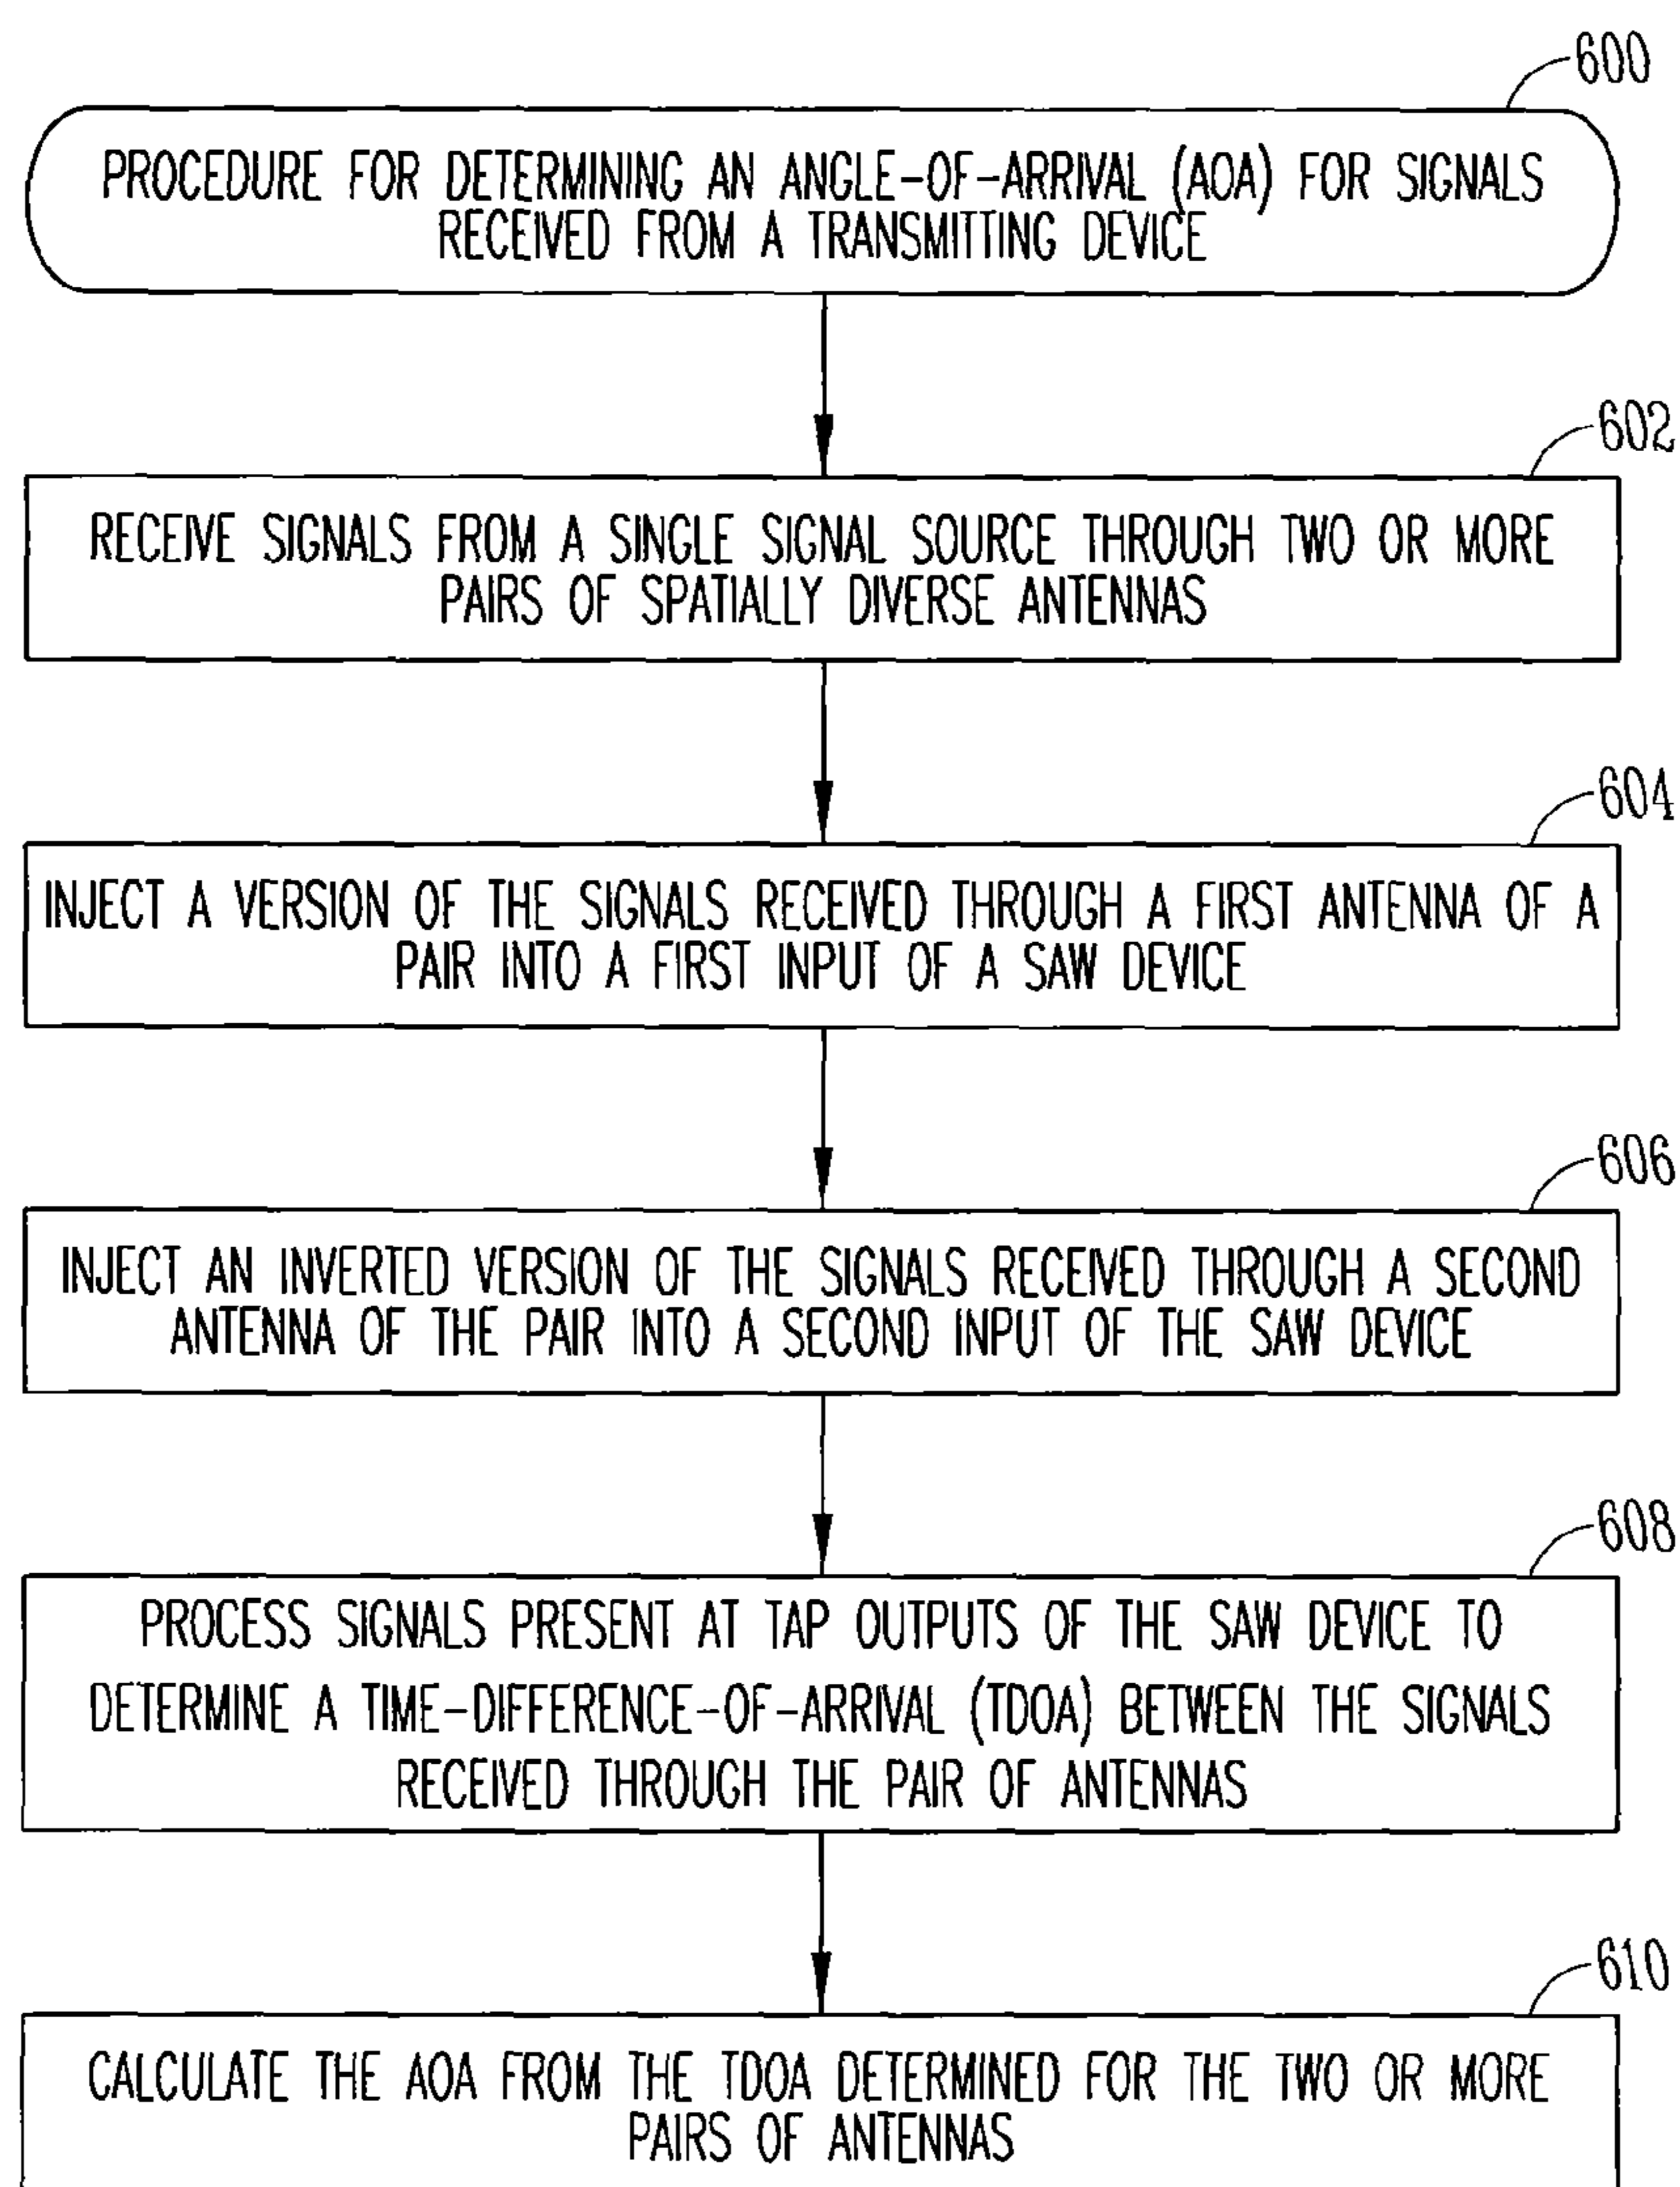 600
PROCEDURE FOR DETERMINING AN ANGLE-OF-ARRIVAL (AOA) FOR SIGNALS
RECEIVED FROM A TRANSMITTING DEVICE
602
RECEIVE SIGNALS FROM A SINGLE SIGNAL SOURCE THROUGH TWO OR MORE
PAIRS OF SPATIALLY DIVERSE ANTENNAS
604
INJECT A VERSION OF THE SIGNALS RECEIVED THROUGH A FIRST ANTENNA OF A
PAIR INTO A FIRST INPUT OF A SAW DEVICE
606
INJECT AN INVERTED VERSION OF THE SIGNALS RECEIVED THROUGH A SECOND
ANTENNA OF THE PAIR INTO A SECOND INPUT OF THE SAW DEVICE
608
PROCESS SIGNALS PRESENT AT TAP OUTPUTS OF THE SAW DEVICE TO
DETERMINE A TIME-DIFFERENCE-OF-ARRIVAL (TDOA) BETWEEN THE SIGNALS
RECEIVED THROUGH THE PAIR OF ANTENNAS
610
CALCULATE THE AOA FROM THE TDOA DETERMINED FOR THE TWO OR MORE
PAIRS OF ANTENNAS